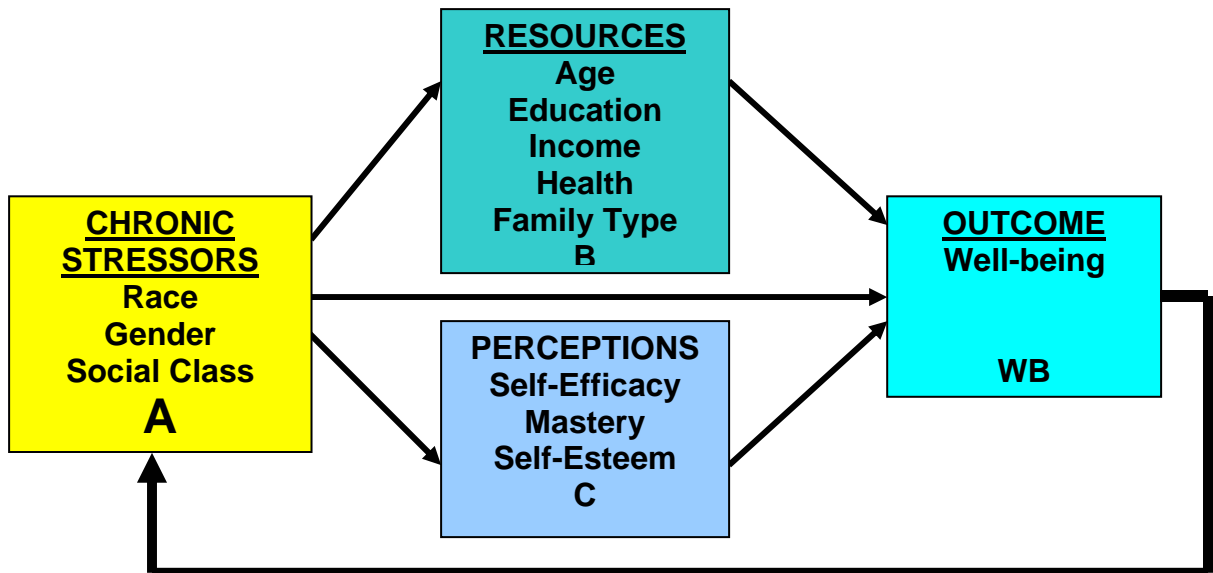 RESOURCES
Age
Education
Income
Health
Family Type
B
CHRONIC
STRESSORS
Race
Gender
Social Class
A
PERCEPTIONS
Self-Efficacy
Mastery
Self-Esteem
C
OUTCOME
Well-being
WB